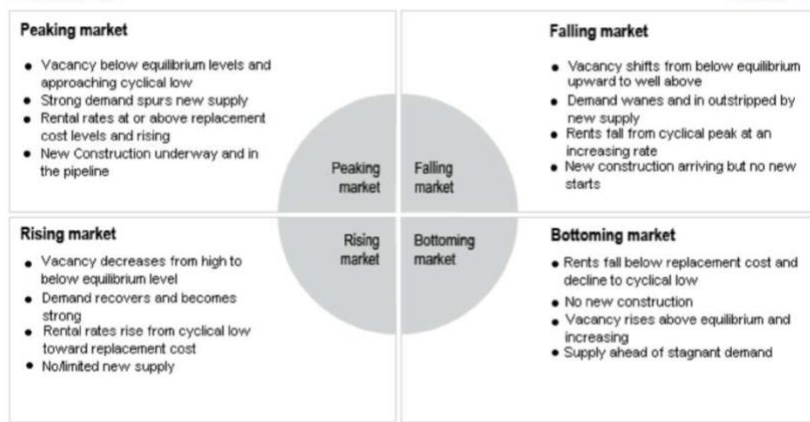 Peaking market
● Vacancy below equilibrium levels and
approaching cyclical low
● Strong demand spurs new supply
● Rental rates at or above replacement
cost levels and rising
● New Construction underway and in
the pipeline
Falling market
● Vacancy shifts from below equilibrium
upward to well above
● Demand wanes and in outstripped by
new supply
● Rents fall from cyclical peak at an
increasing rate
● New construction arriving but no new
starts
Peaking
market
Falling
market
Rising
market
Bottoming
market
Rising market
● Vacancy decreases from high to
below equilibrium level
● Demand recovers and becomes
strong
● Rental rates rise from cyclical low
toward replacement cost
● No/limited new supply
Bottoming market
● Rents fall below replacement cost and
decline to cyclical low
● No new construction
● Vacancy rises above equilibrium and
increasing
● Supply ahead of stagnant demand